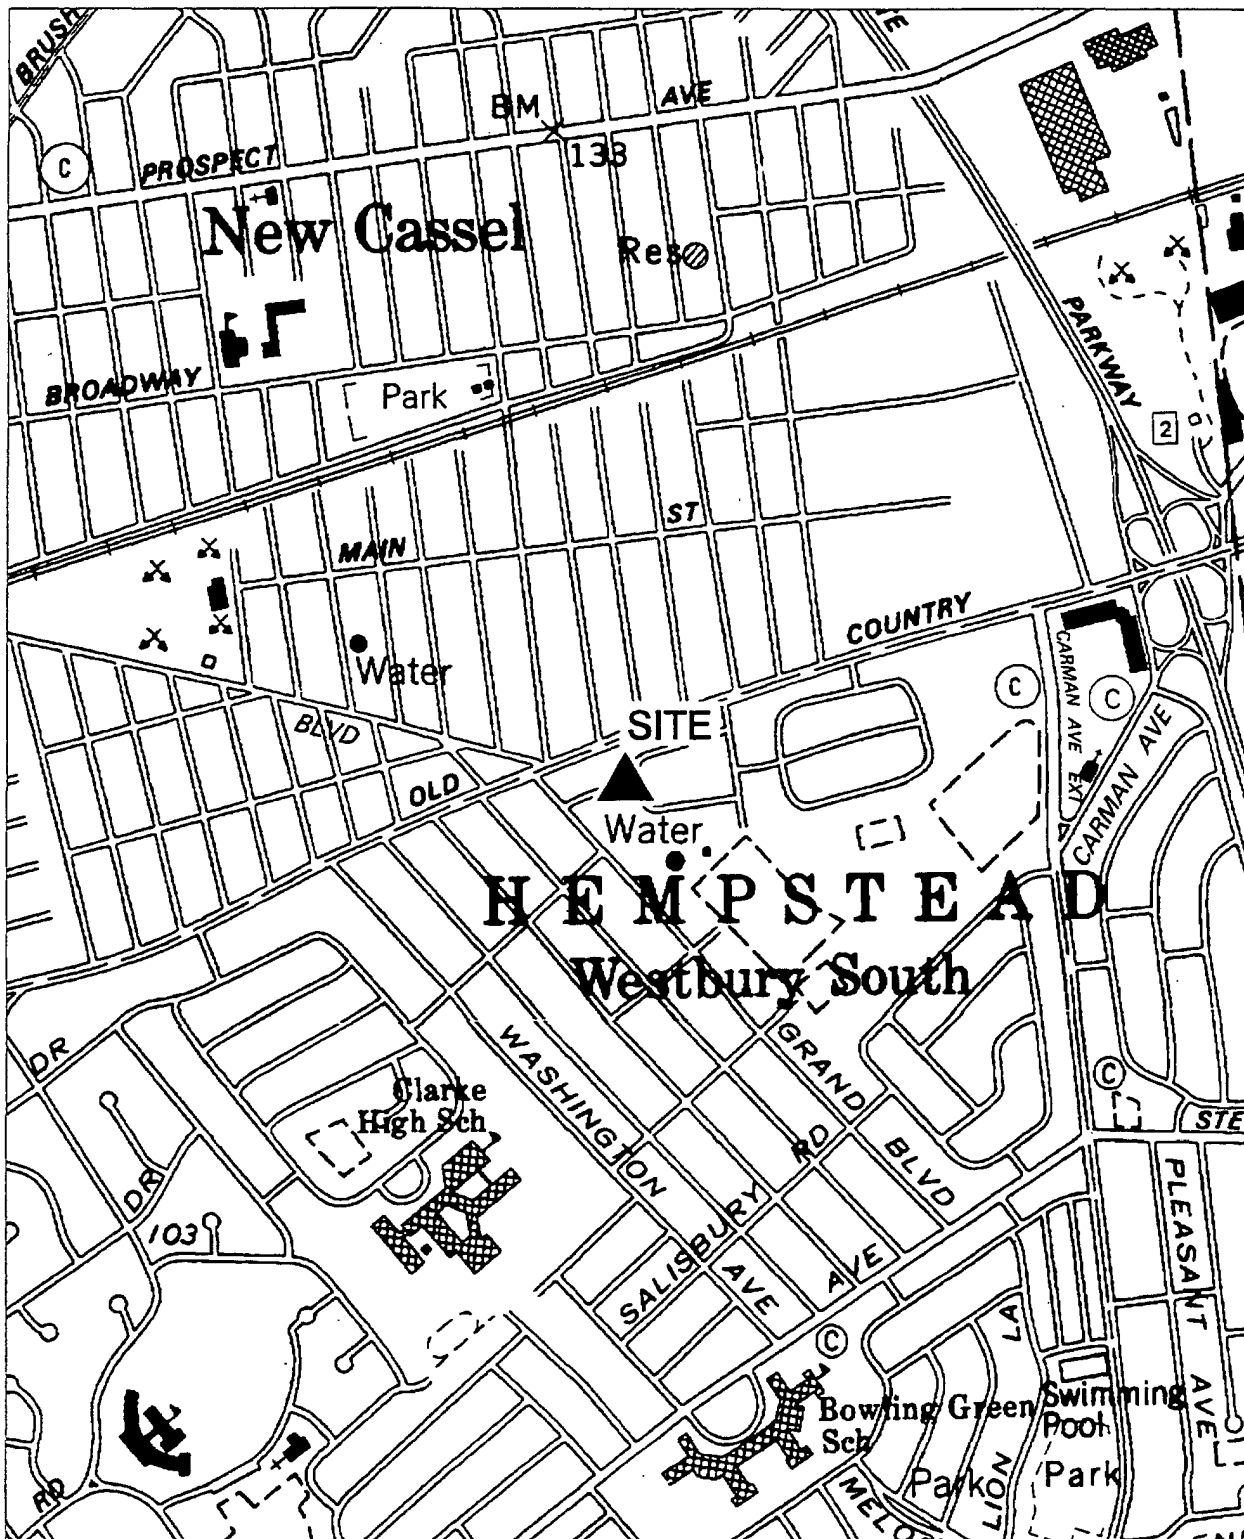 BRUSH
AVE
BM
133
C
PROSPECT
New Cassel
Res
PARKWAY
BROADWAY
Park
2
ST
MAIN
COUNTRY
CARMAN AVE EXT
Water
C
C
CARMAN AVE
BLVD
SITE
OLD
Water
HEMPSTEAD
Westbury South
DR
WASHINGTON
GRAND
C
Clarke
High Sch
STE
RD
BLVD
DR
PLEASANT AVE
103
SALISBURY
AVE
AVE
LA
C
Bowling Green
Sch
Swimming
Pool
Park
Park
RD